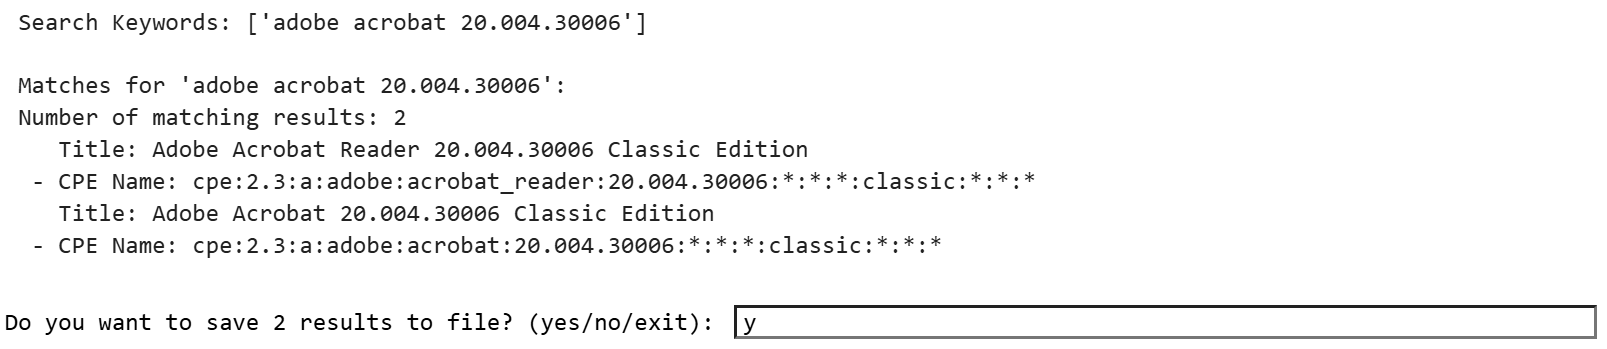 Search Keywords: ['adobe acrobat 20.004.30006']
Matches for 'adobe acrobat 20.004.30006':
Number of matching results: 2
Title: Adobe Acrobat Reader 20.004.30006 Classic Edition
- CPE Name: cpe:2.3:a:adobe:acrobat_reader:20.004.30006:*:*:*:classic:*:*:*
Title: Adobe Acrobat 20.004.30006 Classic Edition
- CPE Name: cpe:2.3:a:adobe:acrobat:20.004.30006:*:*:*:classic:*:*:*
Do you want to save 2 results to file? (yes/no/exit): y